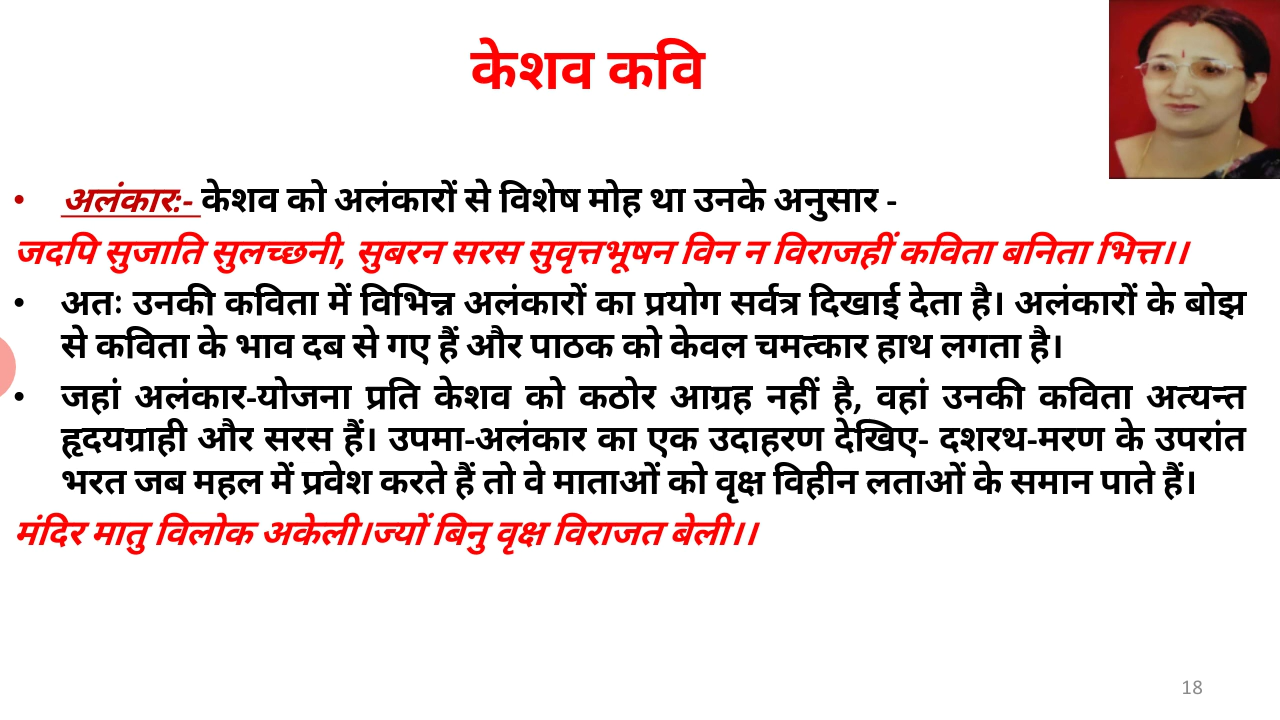 केशव कवि
• अलंकार:- केशव को अलंकारों से विशेष मोह था उनके अनुसार -
जदपि सुजाति सुलच्छनी, सुबरन सरस सुवृत्तभूषन विन न विराजहीं कविता बनिता भित्त।।
• अतः उनकी कविता में विभिन्न अलंकारों का प्रयोग सर्वत्र दिखाई देता है। अलंकारों के बोझ
से कविता के भाव दब से गए हैं और पाठक को केवल चमत्कार हाथ लगता है।
• जहां अलंकार-योजना प्रति केशव को कठोर आग्रह नहीं है, वहां उनकी कविता अत्यन्त
हृदयग्राही और सरस हैं। उपमा-अलंकार का एक उदाहरण देखिए- दशरथ-मरण के उपरांत
भरत जब महल में प्रवेश करते हैं तो वे माताओं को वृक्ष विहीन लताओं के समान पाते हैं।
मंदिर मातु विलोक अकेली।ज्यों बिनु वृक्ष विराजत बेली।।
18